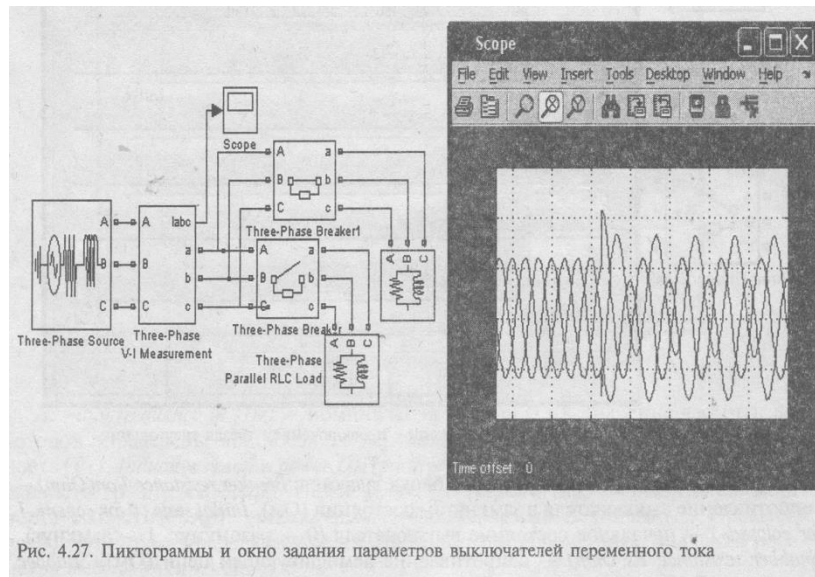 Scope
File Edit View Insert Tools Desktop Window Help
Time offset: 0
Scope
A
B
C
Three-Phase Source
A
B
C
Iabc
a
b
c
Three-Phase
V-I Measurement
A
B
C
a
b
c
Three-Phase Breaker1
A
B
C
a
b
c
Three-Phase Breaker
A B C
A B C
Three-Phase
Parallel RLC Load
Рис. 4.27. Пиктограммы и окно задания параметров выключателей переменного тока